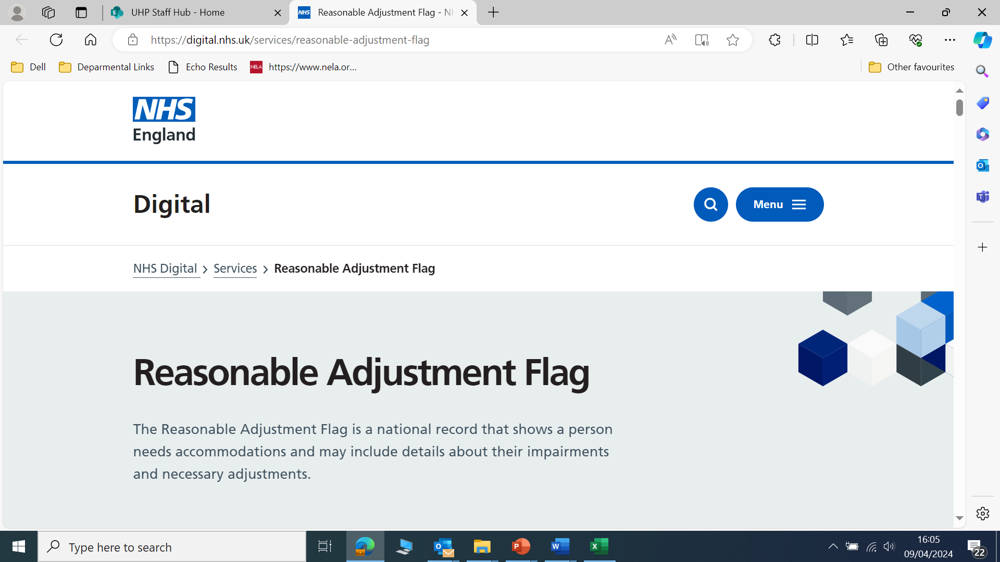 UHP Staff Hub - Home
Reasonable Adjustment Flag - NH
https://digital.nhs.uk/services/reasonable-adjustment-flag
Dell
Deparmental Links
Echo Results
NELA
https://www.nela.or...
Other favourites
NHS
England
Digital
Menu
NHS Digital > Services > Reasonable Adjustment Flag
Reasonable Adjustment Flag
The Reasonable Adjustment Flag is a national record that shows a person
needs accommodations and may include details about their impairments
and necessary adjustments.
Type here to search
16:05
09/04/2024
22